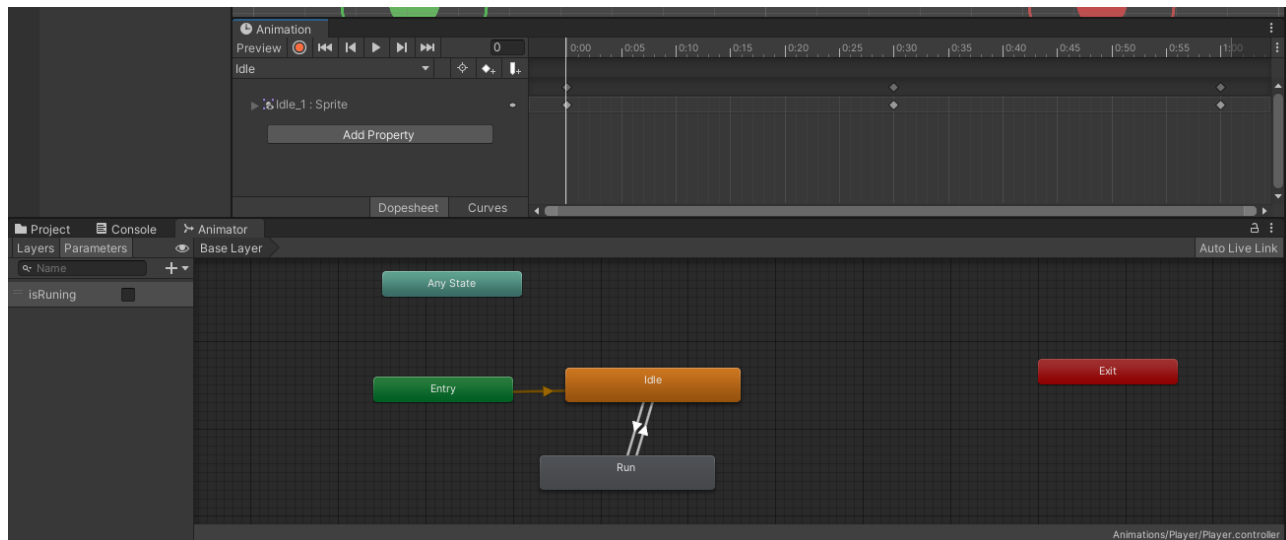 Animation
Preview 0 0:00 0:05 0:10 0:15 0:20 0:25 0:30 0:35 0:40 0:45 0:50 0:55 1:00
Idle
Idle_1 : Sprite
Add Property
Dopesheet Curves
Project Console Animator
Layers Parameters Base Layer Auto Live Link
Name
isRuning
Any State
Entry
Idle
Exit
Run
Animations/Player/Player.controller